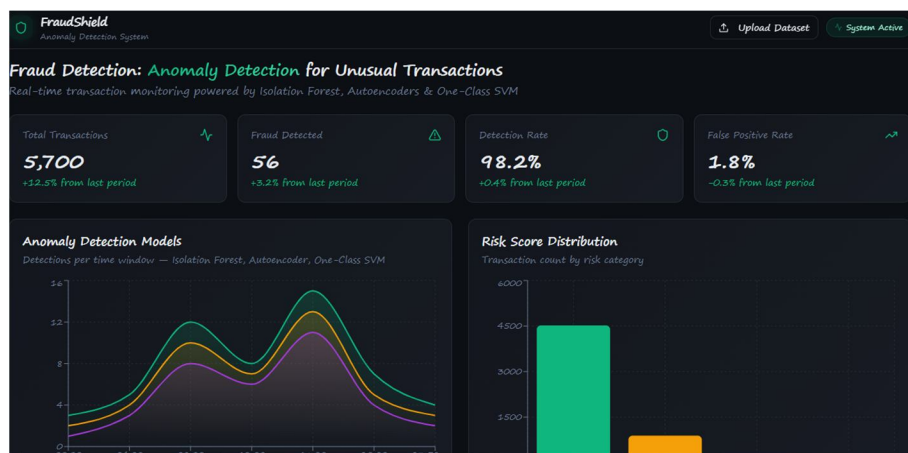 FraudShield
Anomaly Detection System
Upload Dataset
System Active
Fraud Detection: Anomaly Detection for Unusual Transactions
Real-time transaction monitoring powered by Isolation Forest, Autoencoders & One-Class SVM
Total Transactions
5,700
+12.5% from last period
Fraud Detected
56
+3.2% from last period
Detection Rate
98.2%
+0.4% from last period
False Positive Rate
1.8%
-0.3% from last period
Anomaly Detection Models
Detections per time window — Isolation Forest, Autoencoder, One-Class SVM
16
12
8
4
0
Risk Score Distribution
Transaction count by risk category
6000
4500
3000
1500